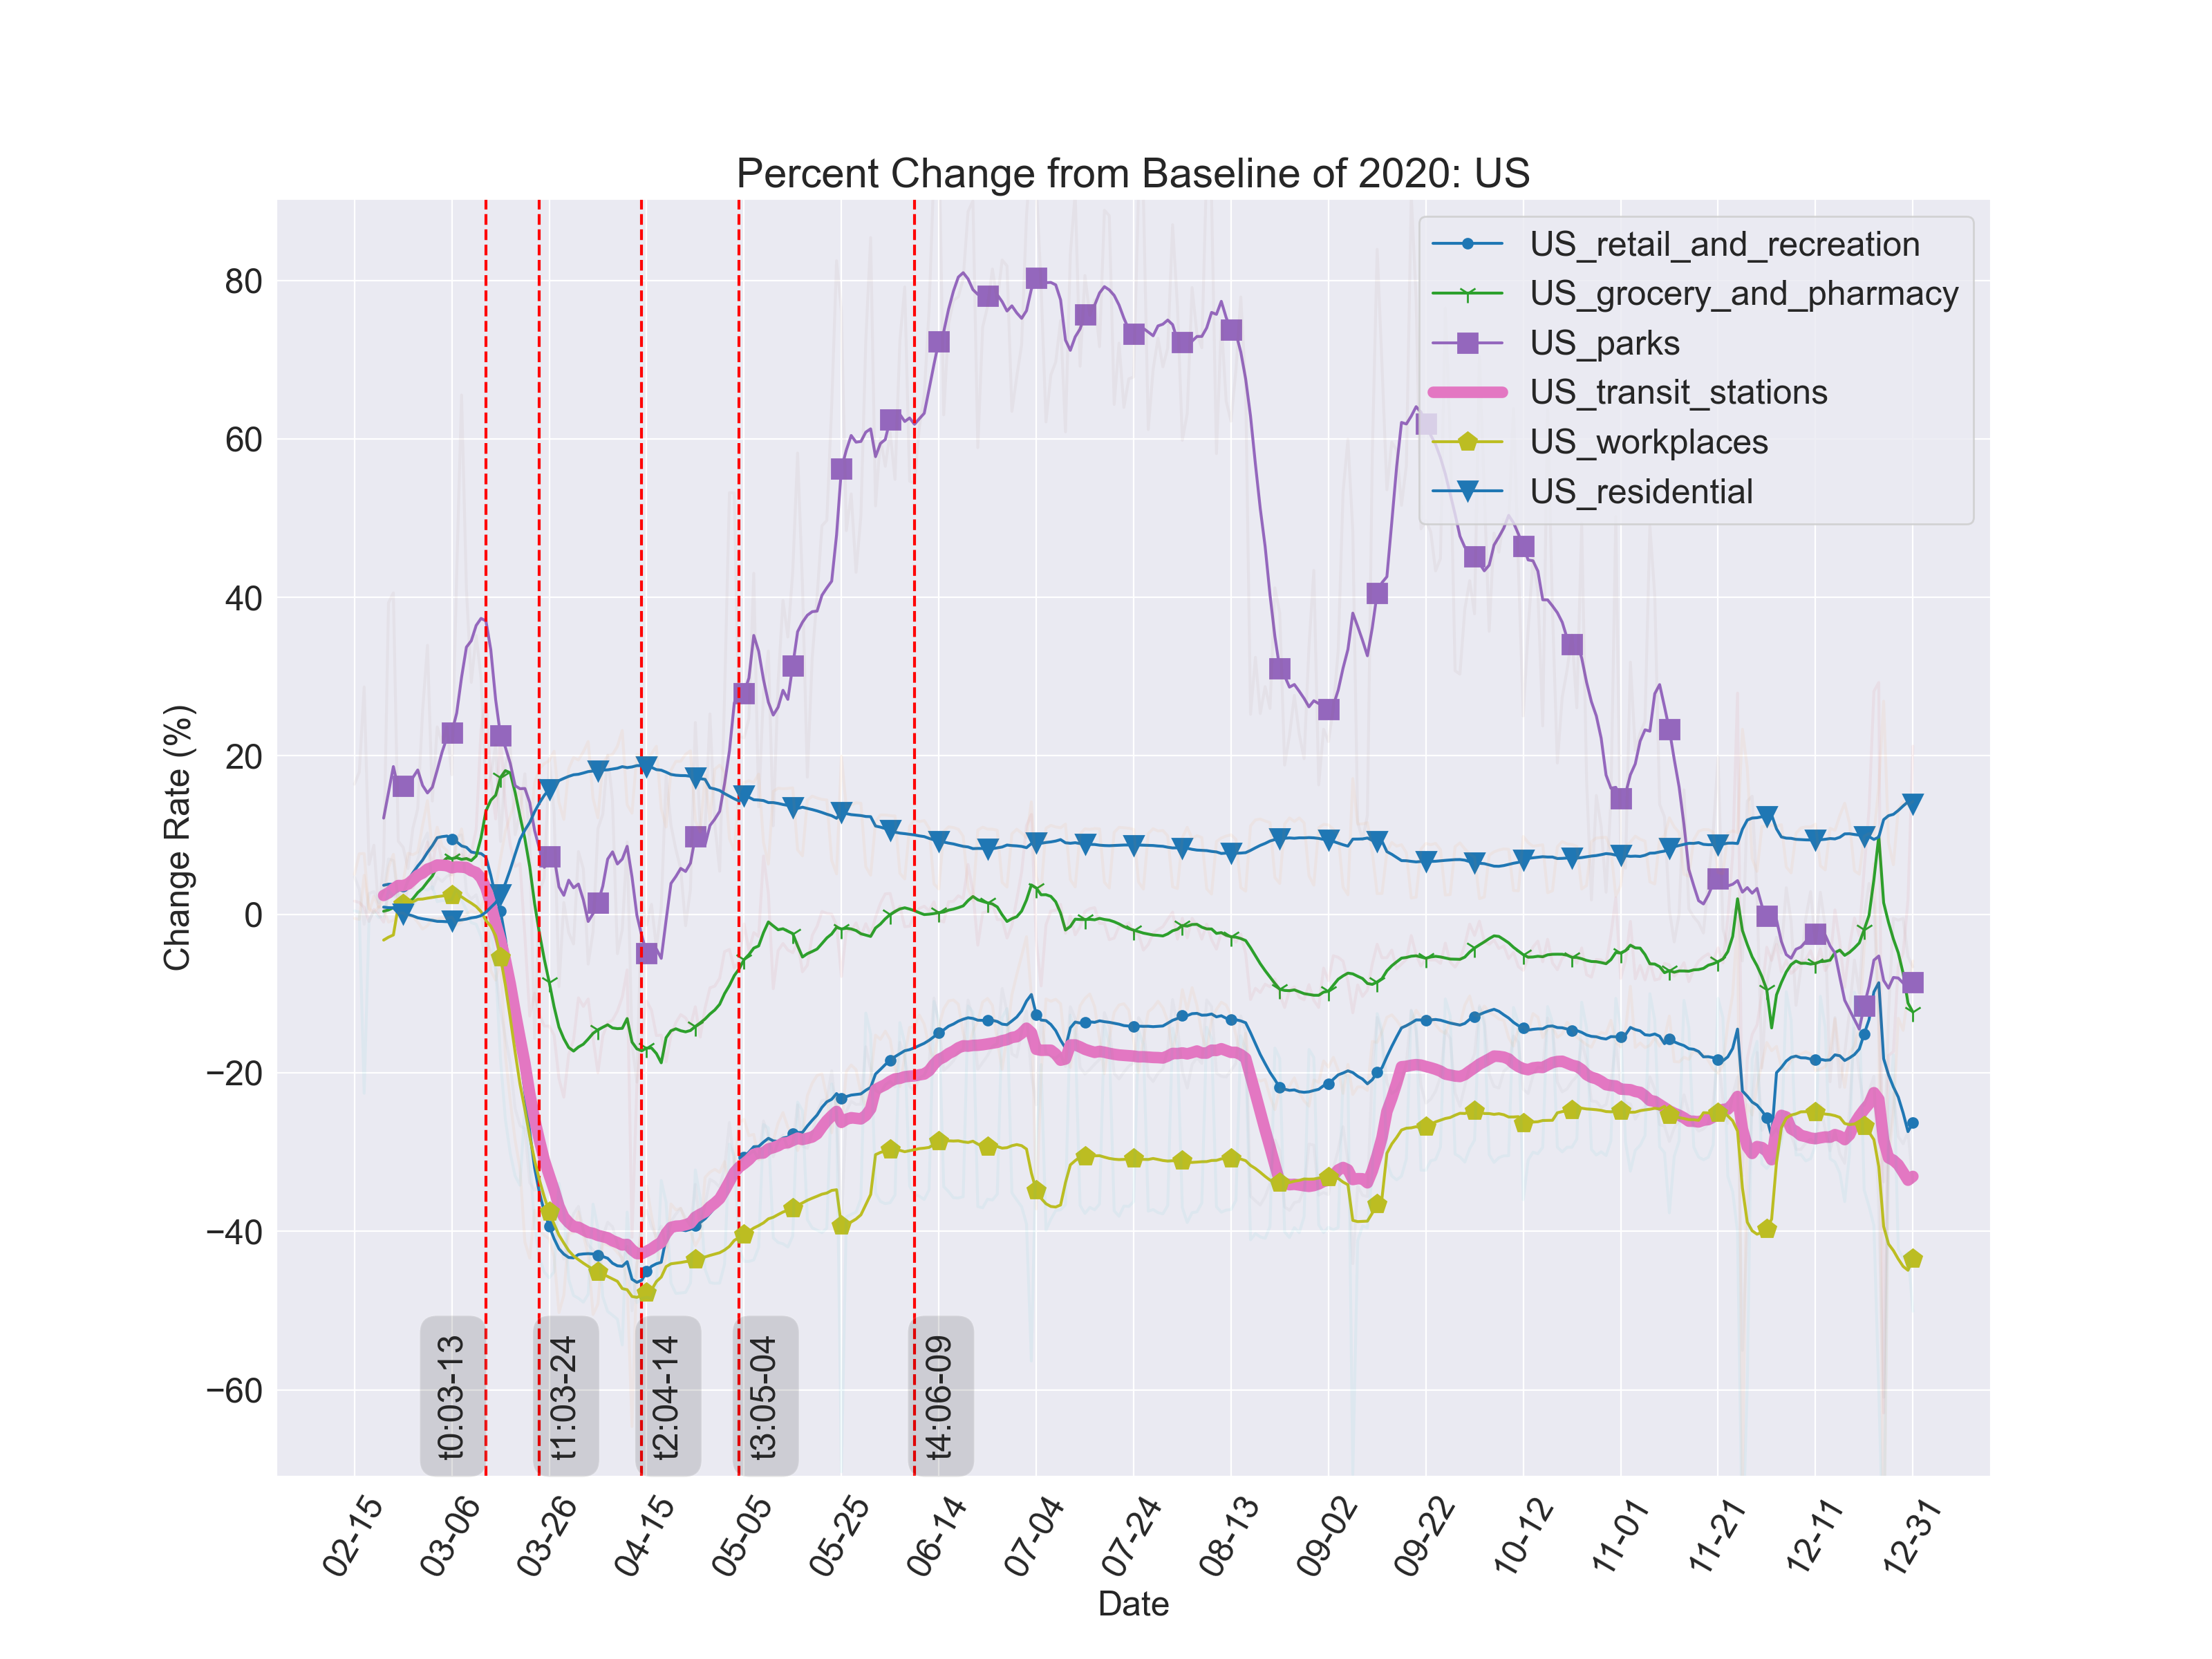 Percent Change from Baseline of 2020: US
US_retail_and_recreation
US_grocery_and_pharmacy
US_parks
US_transit_stations
US_workplaces
US_residential
Change Rate (%)
80
60
40
20
0
−20
−40
−60
t0:03-13
t1:03-24
t2:04-14
t3:05-04
t4:06-09
02-15
03-06
03-26
04-15
05-05
05-25
06-14
07-04
07-24
08-13
09-02
09-22
10-12
11-01
11-21
12-11
12-31
Date